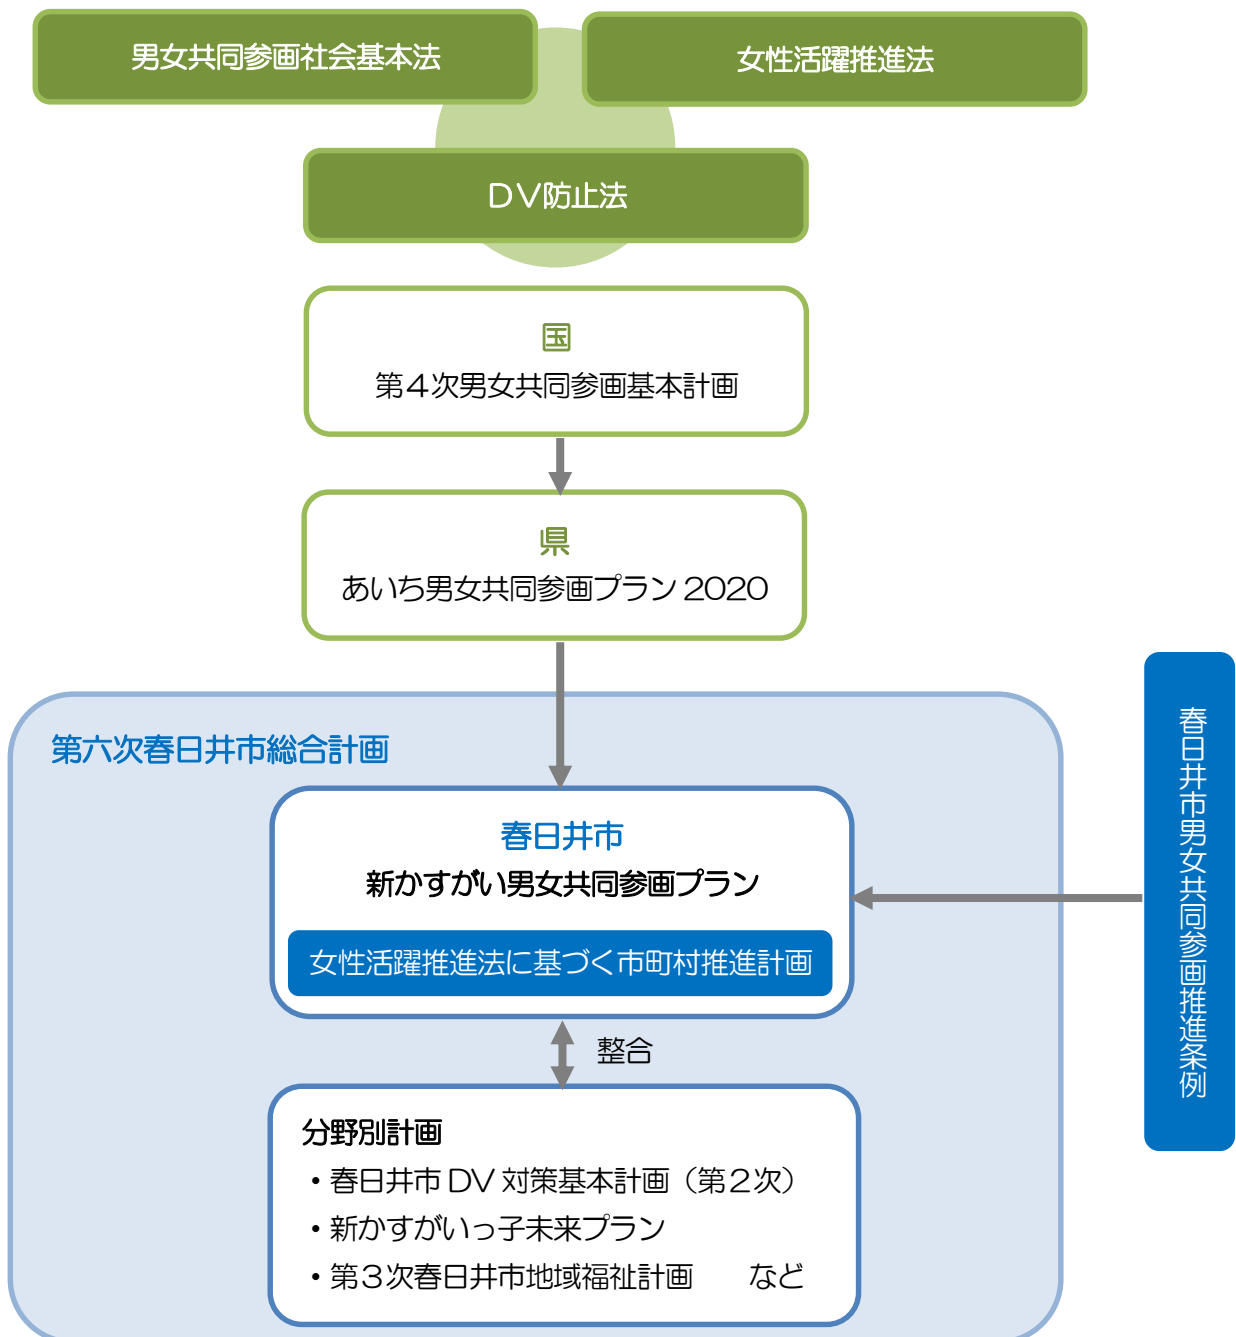 男女共同参画社会基本法
女性活躍推進法
ＤＶ防止法
国
第４次男女共同参画基本計画
県
あいち男女共同参画プラン 2020
第六次春日井市総合計画
春日井市
新かすがい男女共同参画プラン
女性活躍推進法に基づく市町村推進計画
春日井市男女共同参画推進条例
整合
分野別計画
・春日井市 DV 対策基本計画（第２次）
・新かすがいっ子未来プラン
・第３次春日井市地域福祉計画　　など